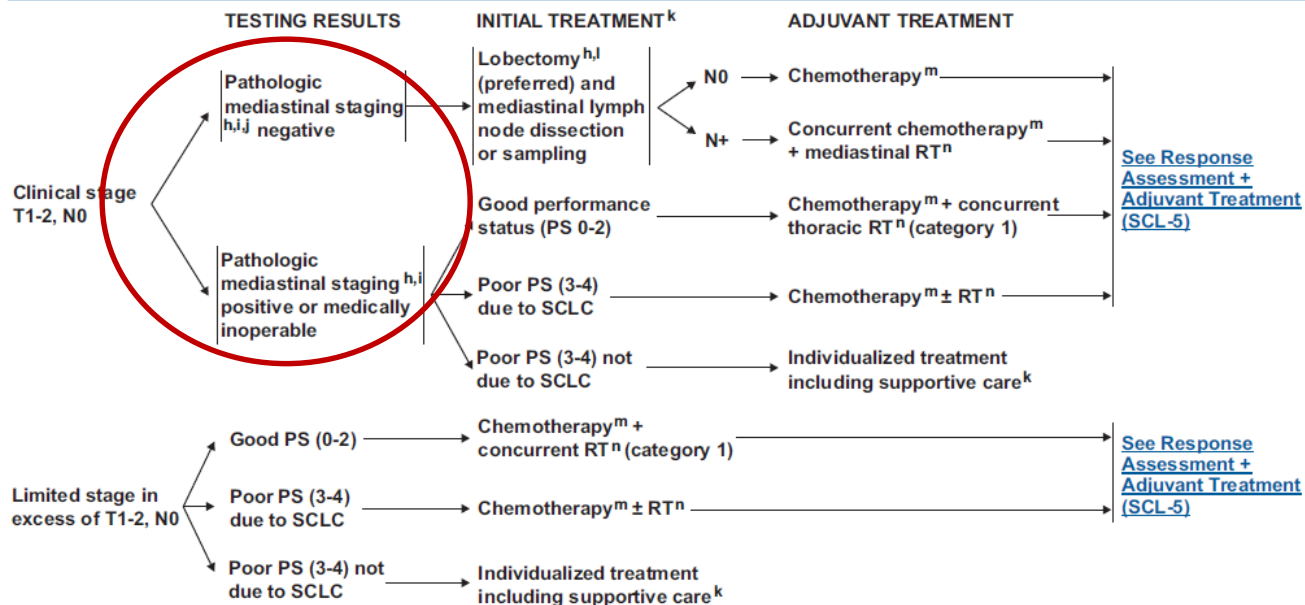 TESTING RESULTS
INITIAL TREATMENT k
ADJUVANT TREATMENT
Clinical stage
T1-2, N0
Pathologic
mediastinal staging
h,i,j negative
Lobectomy h,l
(preferred) and
mediastinal lymph
node dissection
or sampling
N0
Chemotherapy m
N+
Concurrent chemotherapy m
+ mediastinal RT n
Pathologic
mediastinal staging h,i
positive or medically
inoperable
Good performance
status (PS 0-2)
Chemotherapy m + concurrent
thoracic RT n (category 1)
Poor PS (3-4)
due to SCLC
Chemotherapy m ± RT n
Poor PS (3-4) not
due to SCLC
Individualized treatment
including supportive care k
See Response
Assessment +
Adjuvant Treatment
(SCL-5)
Limited stage in
excess of T1-2, N0
Good PS (0-2)
Chemotherapy m +
concurrent RT n (category 1)
Poor PS (3-4)
due to SCLC
Chemotherapy m ± RT n
Poor PS (3-4) not
due to SCLC
Individualized treatment
including supportive care k
See Response
Assessment +
Adjuvant Treatment
(SCL-5)